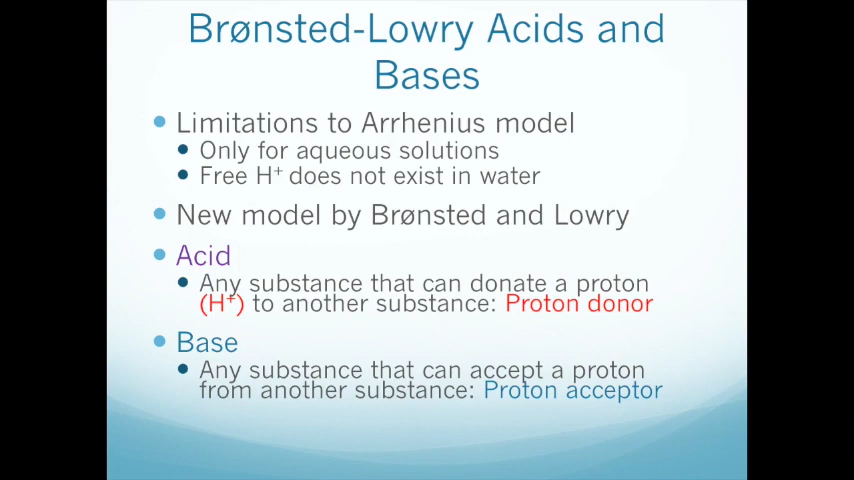 Brønsted-Lowry Acids and
Bases
• Limitations to Arrhenius model
• Only for aqueous solutions
• Free H⁺ does not exist in water
• New model by Brønsted and Lowry
• Acid
• Any substance that can donate a proton
(H⁺) to another substance: Proton donor
• Base
• Any substance that can accept a proton
from another substance: Proton acceptor